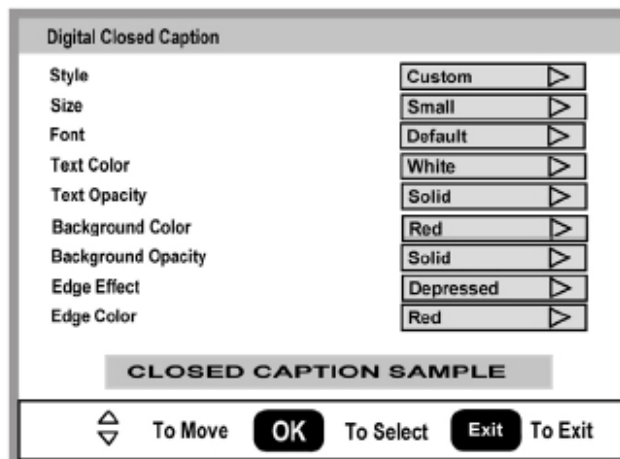 Digital Closed Caption
Style Custom
Size Small
Font Default
Text Color White
Text Opacity Solid
Background Color Red
Background Opacity Solid
Edge Effect Depressed
Edge Color Red
CLOSED CAPTION SAMPLE
To Move OK To Select Exit To Exit